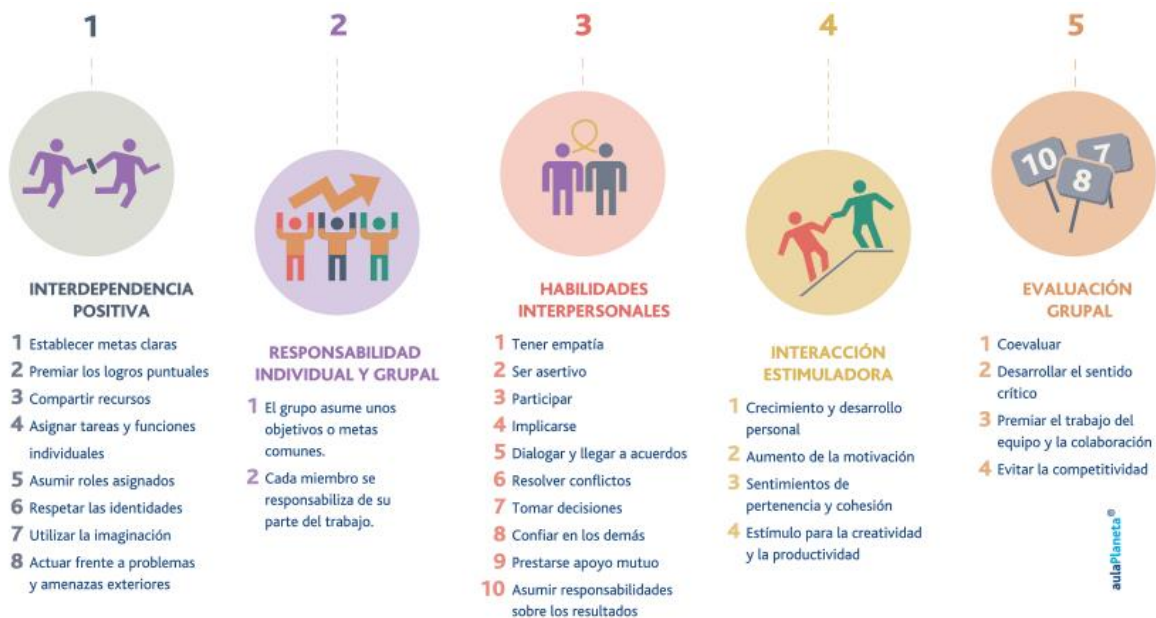 1
INTERDEPENDENCIA
POSITIVA
1 Establecer metas claras
2 Premiar los logros puntuales
3 Compartir recursos
4 Asignar tareas y funciones
individuales
5 Asumir roles asignados
6 Respetar las identidades
7 Utilizar la imaginación
8 Actuar frente a problemas
y amenazas exteriores
2
RESPONSABILIDAD
INDIVIDUAL Y GRUPAL
1 El grupo asume unos
objetivos o metas
comunes.
2 Cada miembro se
responsabiliza de su
parte del trabajo.
3
HABILIDADES
INTERPERSONALES
1 Tener empatía
2 Ser asertivo
3 Participar
4 Implicarse
5 Dialogar y llegar a acuerdos
6 Resolver conflictos
7 Tomar decisiones
8 Confiar en los demás
9 Prestarse apoyo mutuo
10 Asumir responsabilidades
sobre los resultados
4
INTERACCIÓN
ESTIMULADORA
1 Crecimiento y desarrollo
personal
2 Aumento de la motivación
3 Sentimientos de
pertenencia y cohesión
4 Estímulo para la creatividad
y la productividad
5
10
7
8
EVALUACIÓN
GRUPAL
1 Coevaluar
2 Desarrollar el sentido
crítico
3 Premiar el trabajo del
equipo y la colaboración
4 Evitar la competitividad
aulaPlaneta®